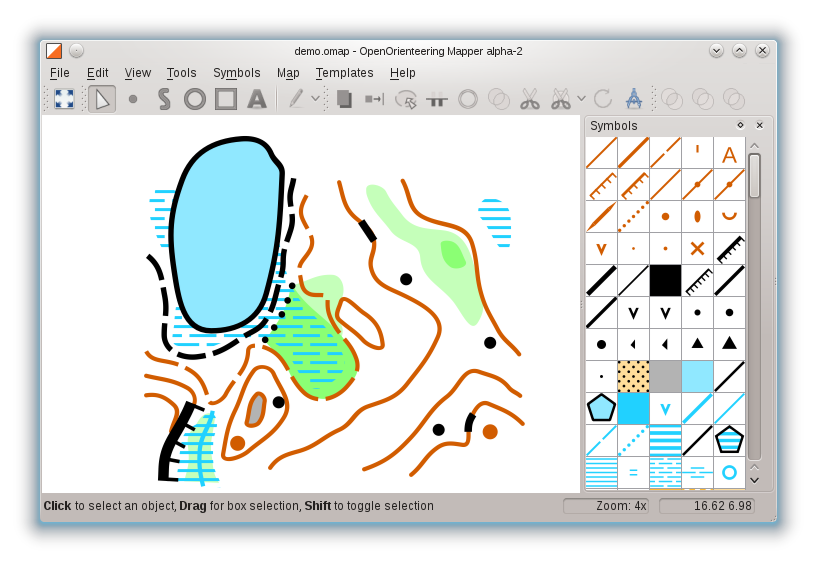 demo.omap - OpenOrienteering Mapper alpha-2
File Edit View Tools Symbols Map Templates Help
Symbols
A
Click to select an object, Drag for box selection, Shift to toggle selection
Zoom: 4x
16.62 6.98